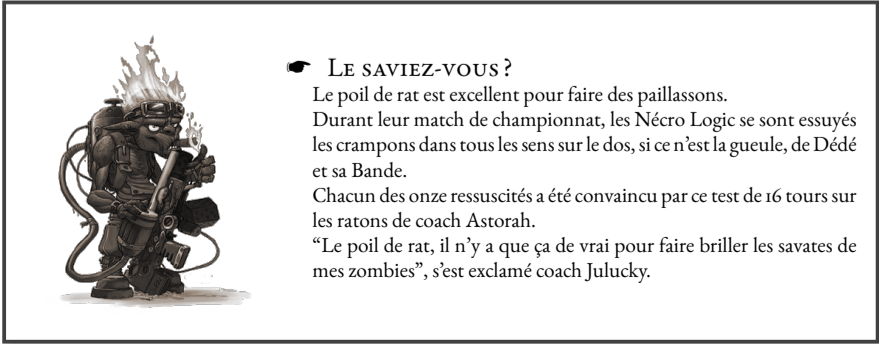 ☛ Le saviez-vous ?
Le poil de rat est excellent pour faire des paillassons.
Durant leur match de championnat, les Nécro Logic se sont essuyés
les crampons dans tous les sens sur le dos, si ce n’est la gueule, de Dédé
et sa Bande.
Chacun des onze ressuscités a été convaincu par ce test de 16 tours sur
les ratons de coach Astorah.
“Le poil de rat, il n’y a que ça de vrai pour faire briller les savates de
mes zombies”, s’est exclamé coach Julucky.